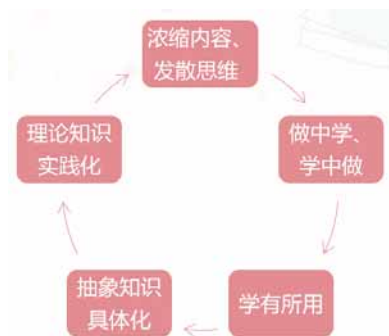 浓缩内容、
发散思维
做中学、
学中做
学有所用
抽象知识
具体化
理论知识
实践化